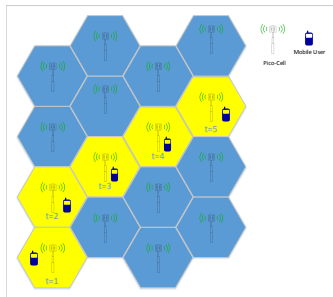 Pico-Cell
Mobile User
t=5
t=4
t=3
t=2
t=1